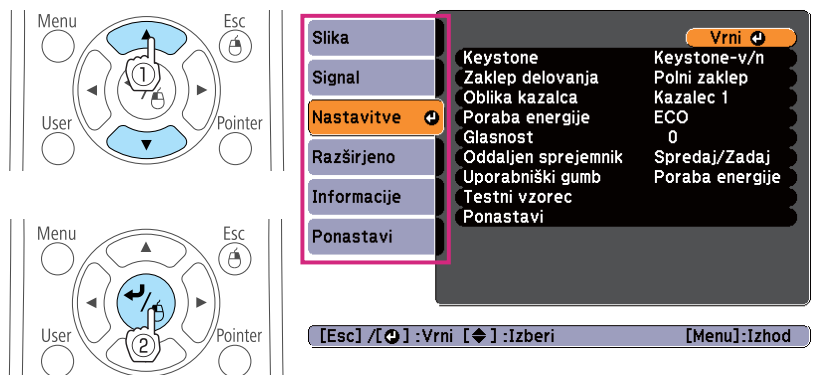 Menu
Esc
①
User
Pointer
Menu
Esc
User
Pointer
②
Slika
Signal
Nastavitve
Razširjeno
Informacije
Ponastavi
Vrni
Keystone Keystone-v/n
Zaklep delovanja Polni zaklep
Oblika kazalca Kazalec 1
Poraba energije ECO
Glasnost 0
Oddaljen sprejemnik Spredaj/Zadaj
Uporabniški gumb Poraba energije
Testni vzorec
Ponastavi
[Esc] /[⏎] :Vrni [◆] :Izberi [Menu]:Izhod